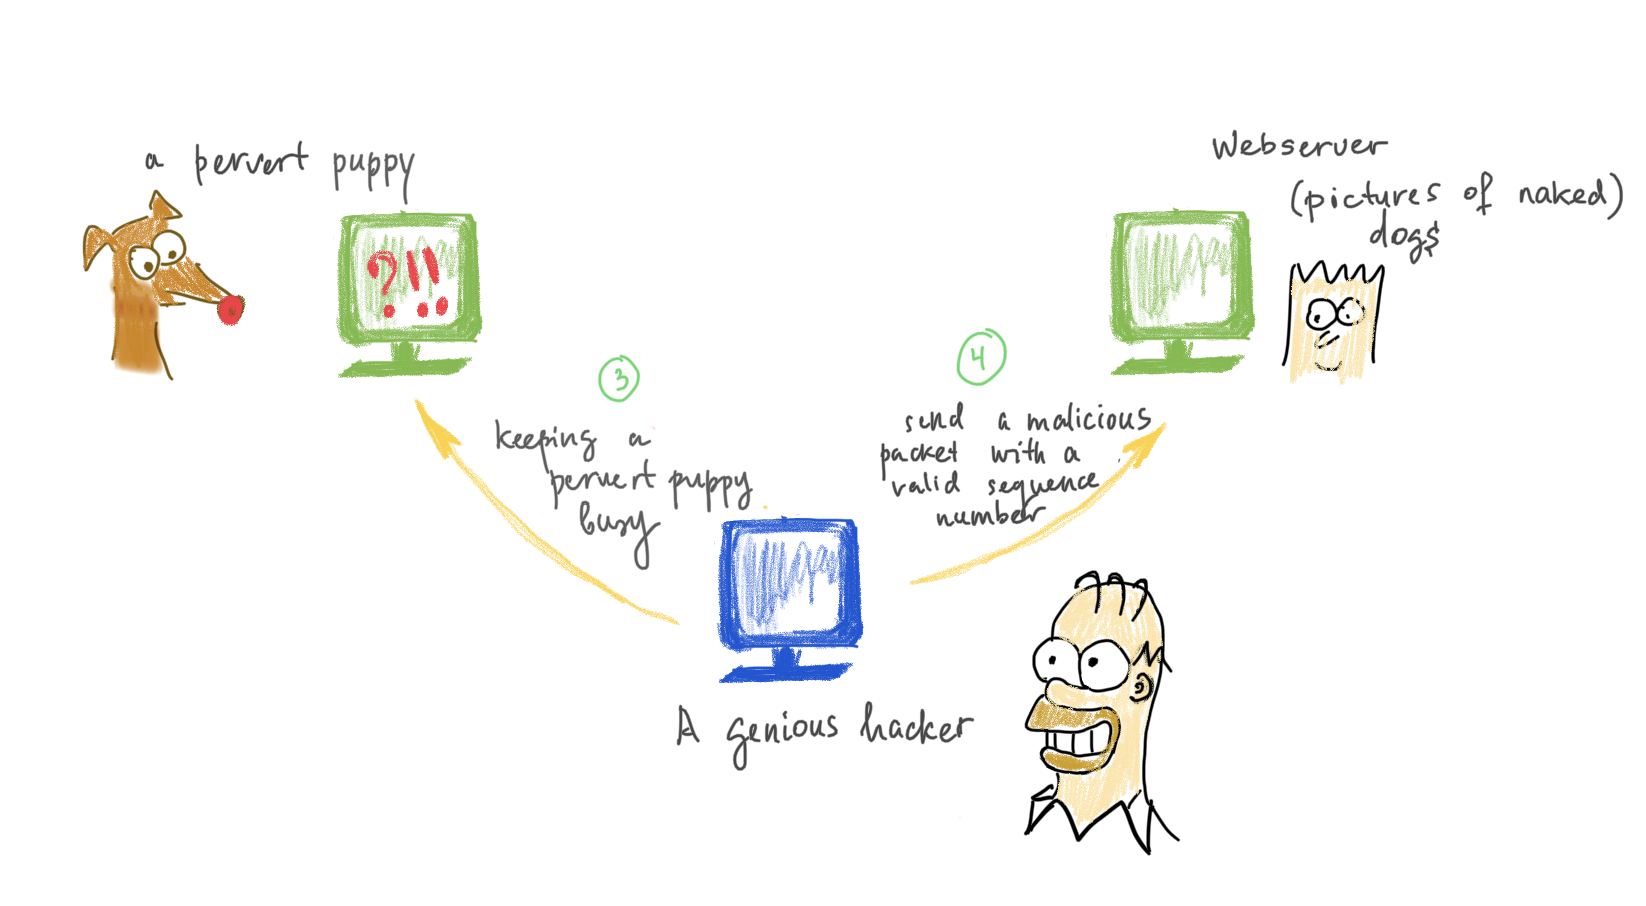 a pervert puppy
?!!
Webserver
(pictures of naked)
dogs
3
keeping a
pervert puppy
busy
4
send a malicious
packet with a
valid sequence
number
A genious hacker